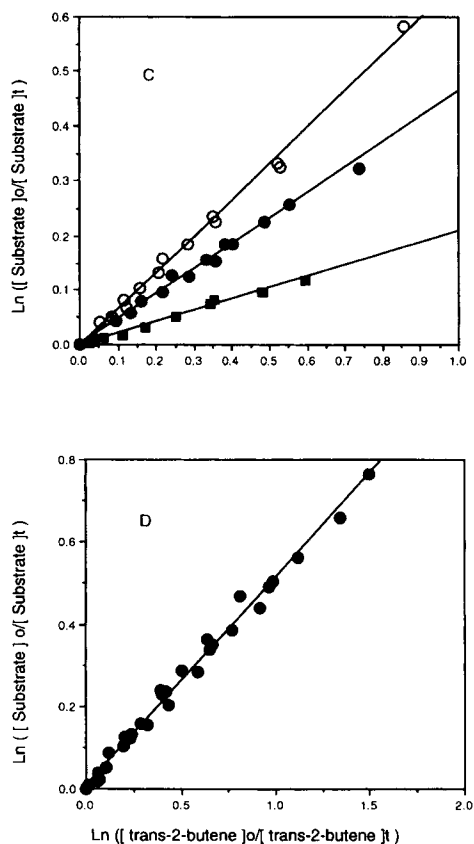 C
Ln ([ Substrate ]o/[ Substrate ]t )
0.6
0.5
0.4
0.3
0.2
0.1
0.0
0.0 0.1 0.2 0.3 0.4 0.5 0.6 0.7 0.8 0.9 1.0
D
Ln ( [ Substrate ] o/[ Substrate ]t )
0.8
0.6
0.4
0.2
0.0
0.0 0.5 1.0 1.5 2.0
Ln ([ trans-2-butene ]o/[ trans-2-butene ]t )